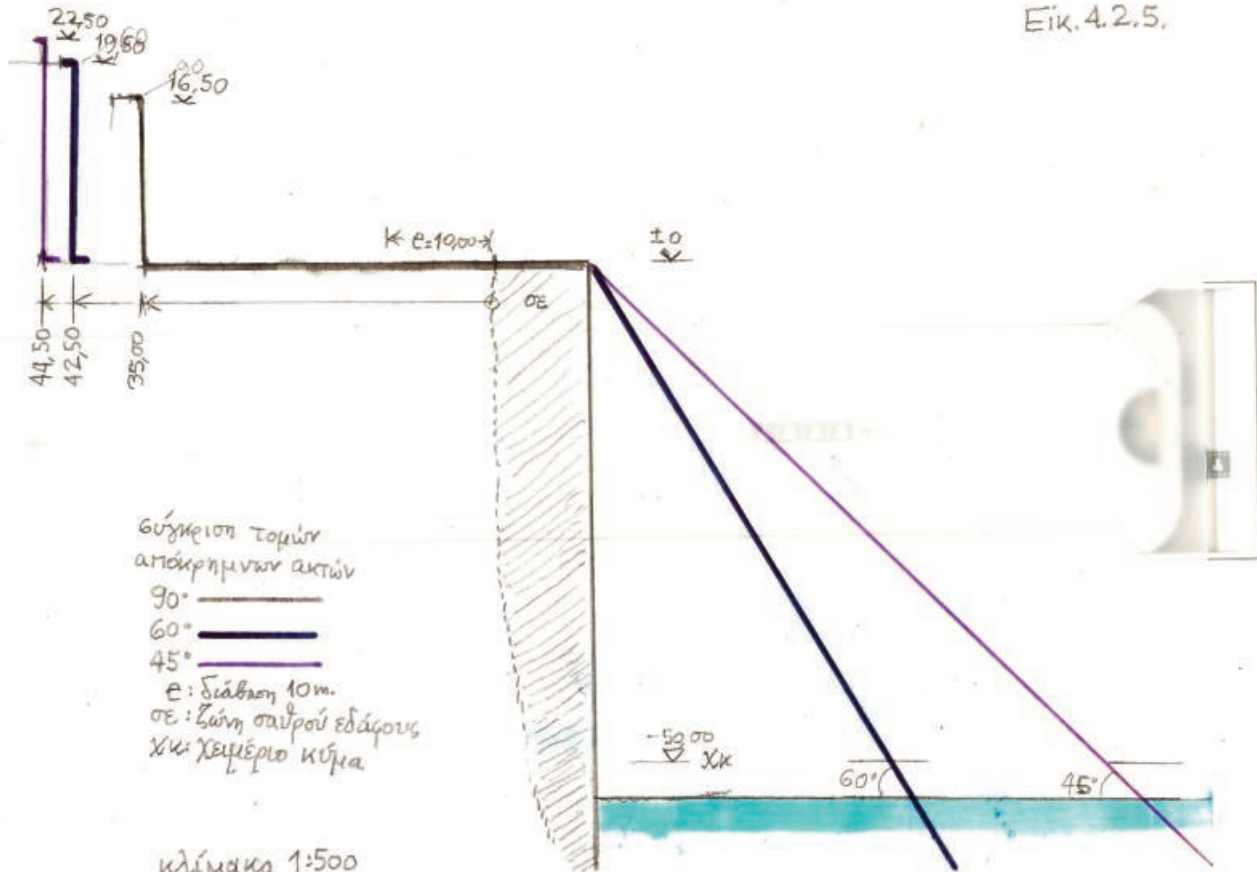 Εικ. 4.2.5.
22,50
19,60
16,50
e=10,00
±0
σε
44,50
42,50
35,00
σύγκριση τομών
απόκρημνων ακτών
90°
60°
45°
e: διάβαση 10m.
σε: ζώνη σαθρού εδάφους
χκ: χειμέριο κύμα
-50,00
χκ
60°
45°
κλίμακα 1:500